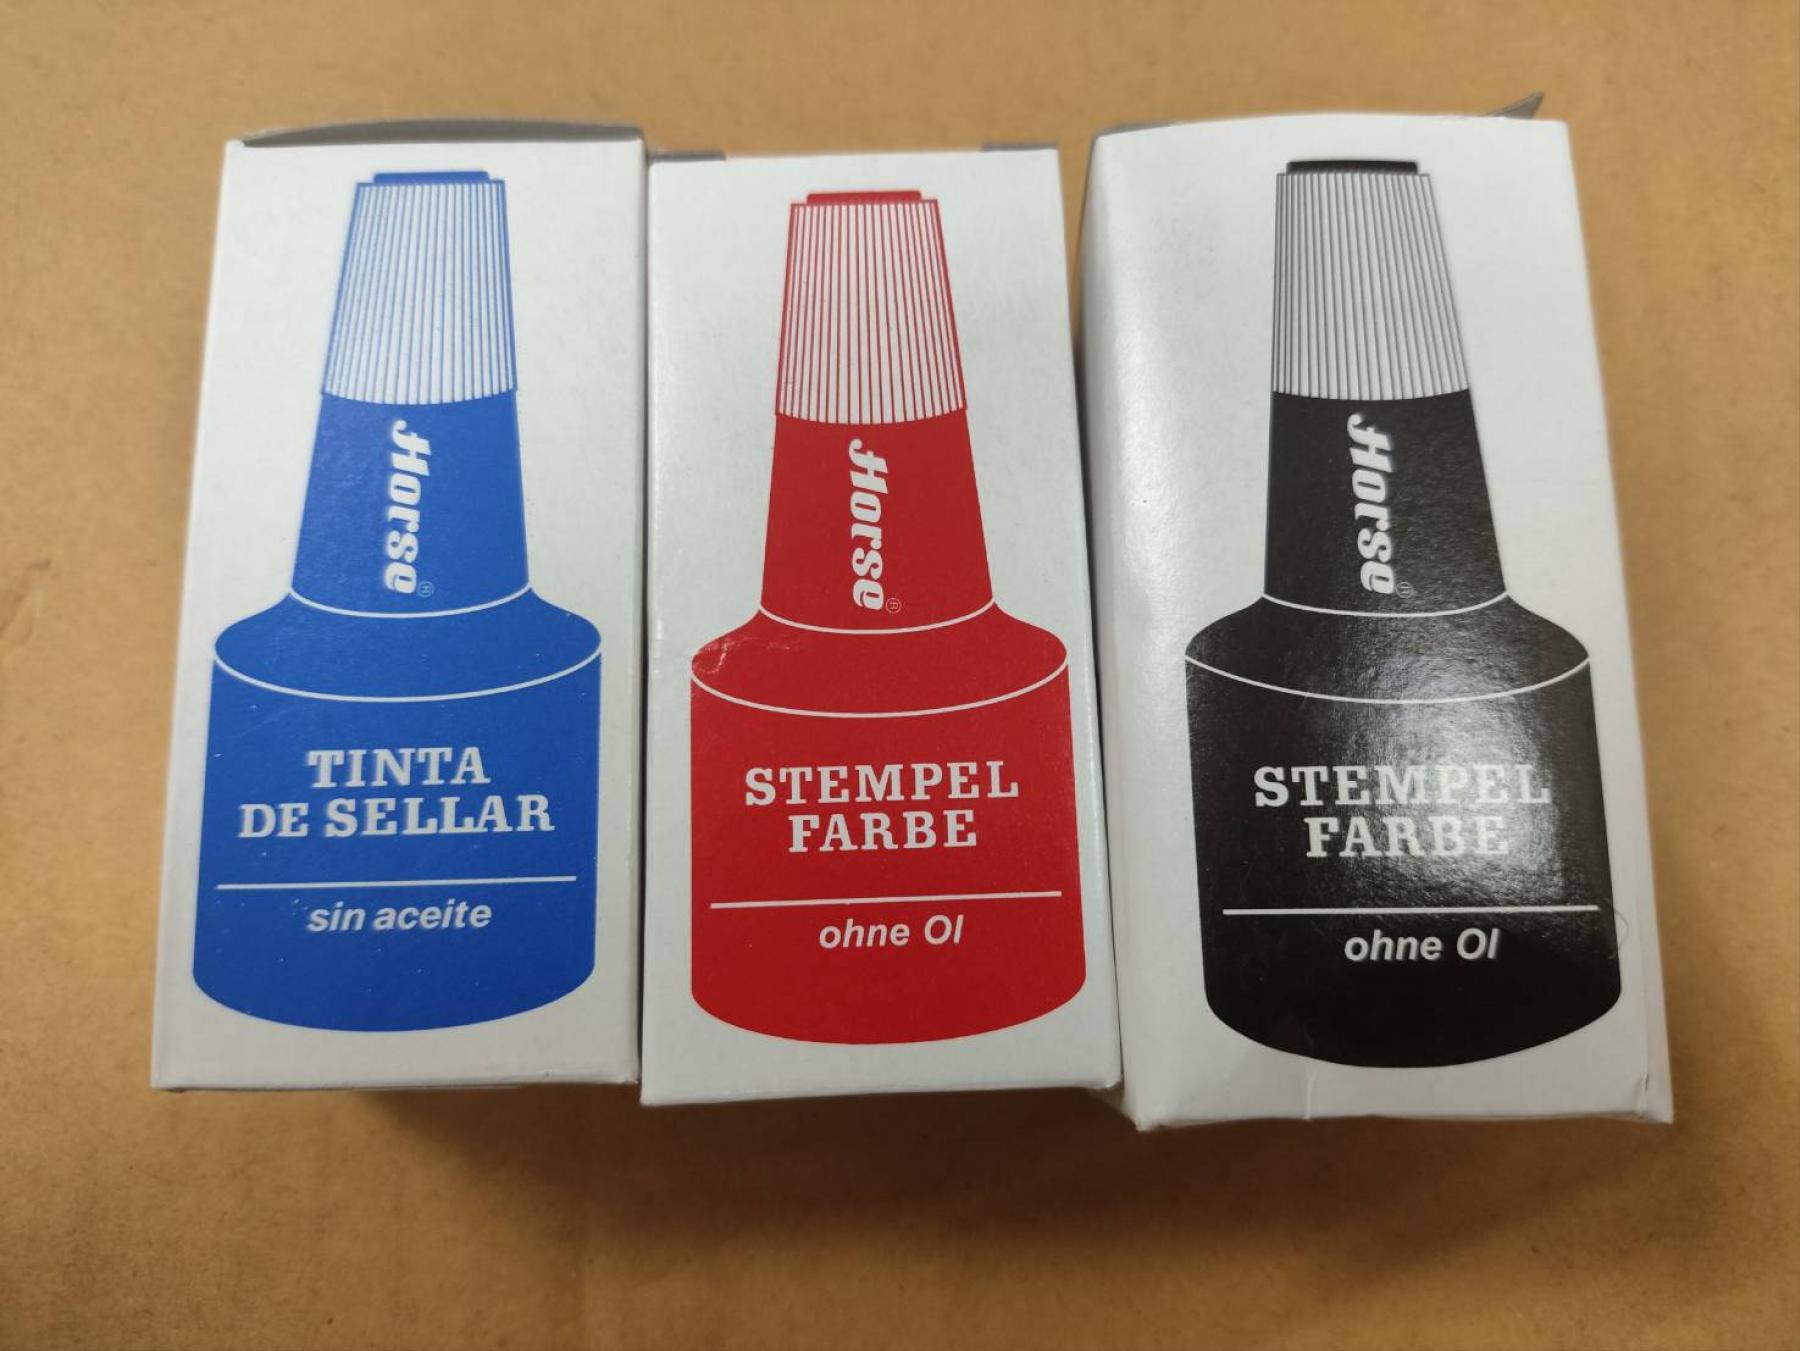 Horse®
TINTA
DE SELLAR
sin aceite
Horse®
STEMPEL
FARBE
ohne Ol
Horse®
STEMPEL
FARBE
ohne Ol